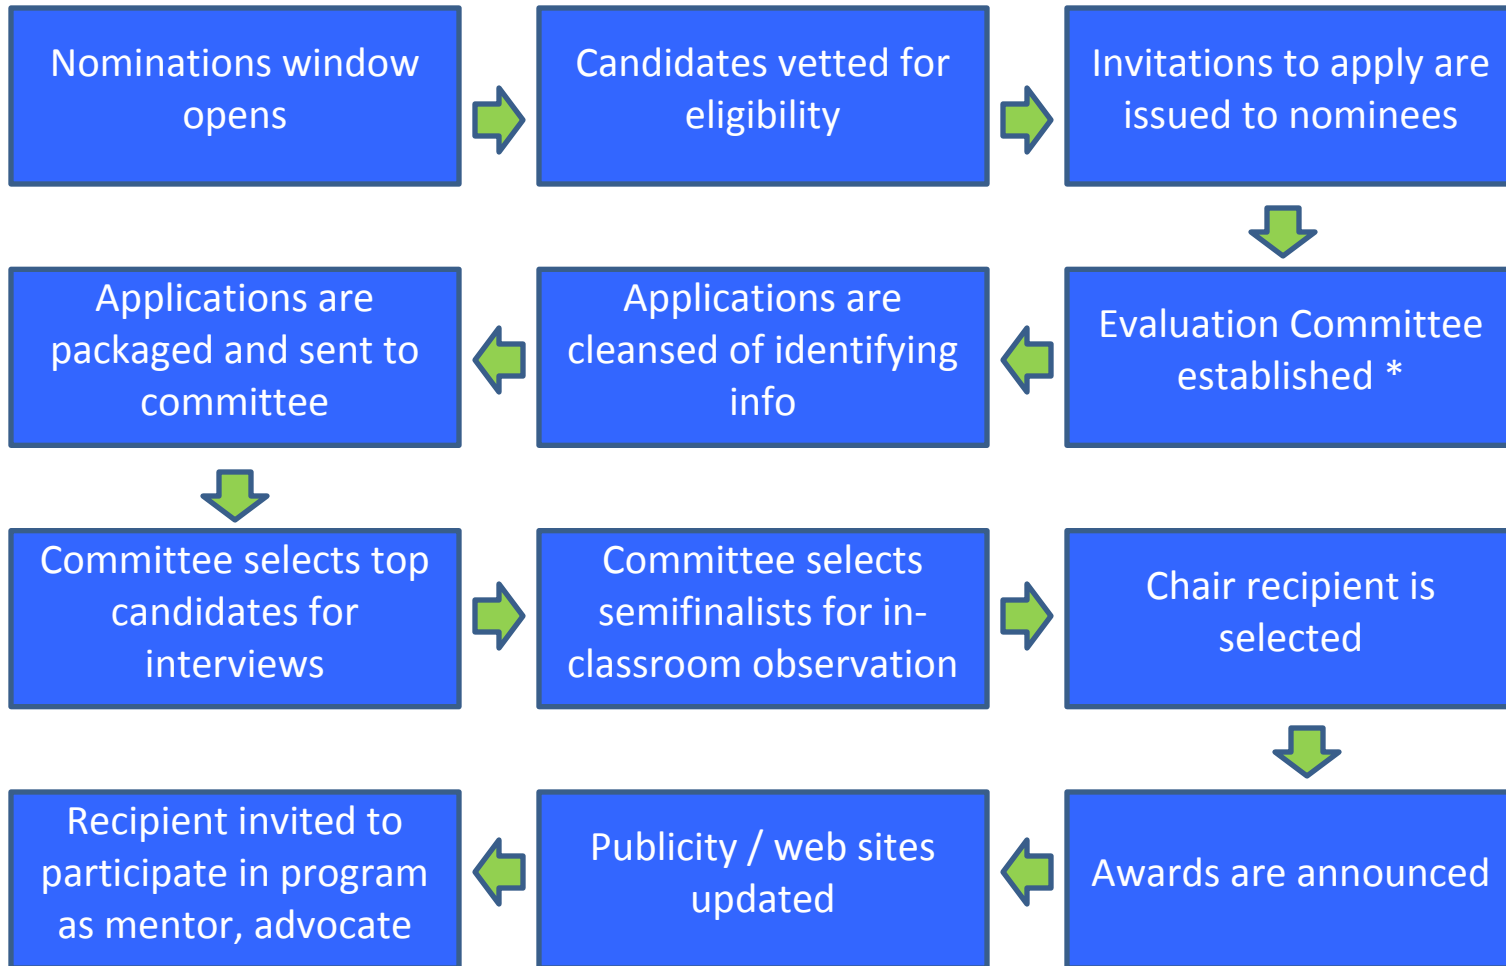 Nominations window
opens
Candidates vetted for
eligibility
Invitations to apply are
issued to nominees
Evaluation Committee
established *
Applications are
cleansed of identifying
info
Applications are
packaged and sent to
committee
Committee selects top
candidates for
interviews
Committee selects
semifinalists for in-
classroom observation
Chair recipient is
selected
Awards are announced
Publicity / web sites
updated
Recipient invited to
participate in program
as mentor, advocate